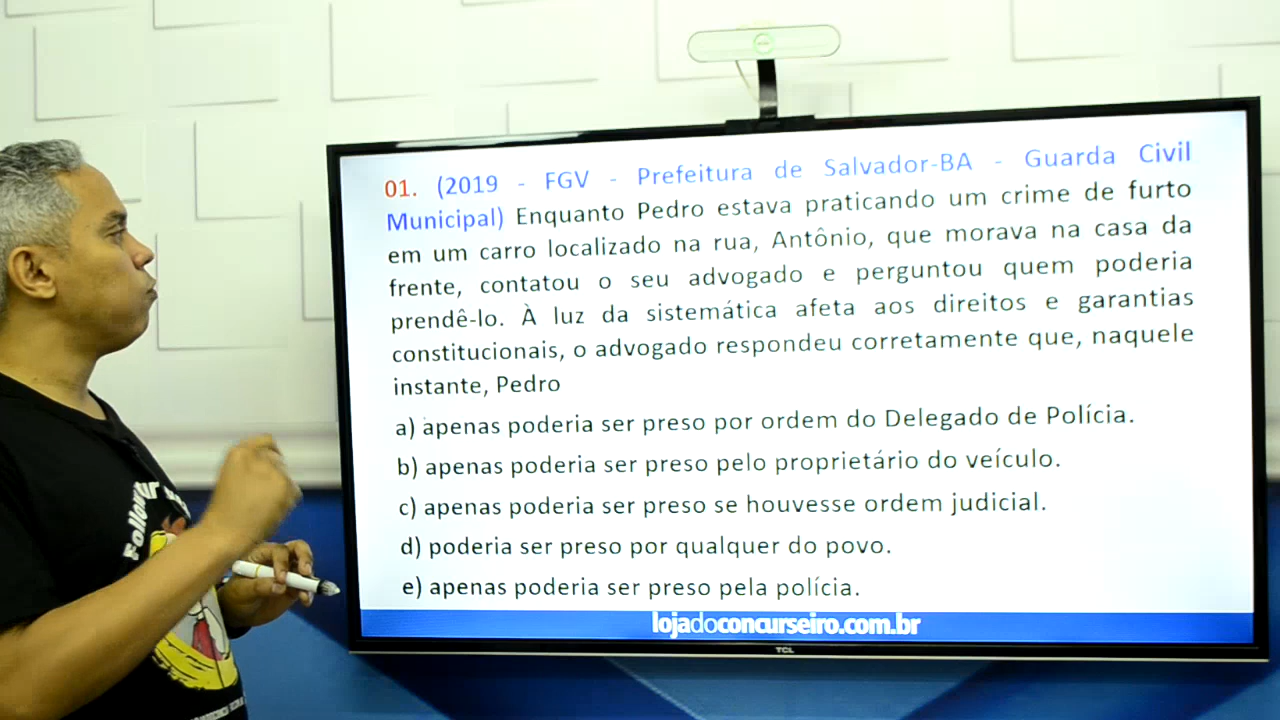 01. (2019 - FGV - Prefeitura de Salvador-BA - Guarda Civil
Municipal) Enquanto Pedro estava praticando um crime de furto
em um carro localizado na rua, Antônio, que morava na casa da
frente, contatou o seu advogado e perguntou quem poderia
prendê-lo. À luz da sistemática afeta aos direitos e garantias
constitucionais, o advogado respondeu corretamente que, naquele
instante, Pedro
a) apenas poderia ser preso por ordem do Delegado de Polícia.
b) apenas poderia ser preso pelo proprietário do veículo.
c) apenas poderia ser preso se houvesse ordem judicial.
d) poderia ser preso por qualquer do povo.
e) apenas poderia ser preso pela polícia.
lojadoconcurseiro.com.br
TCL